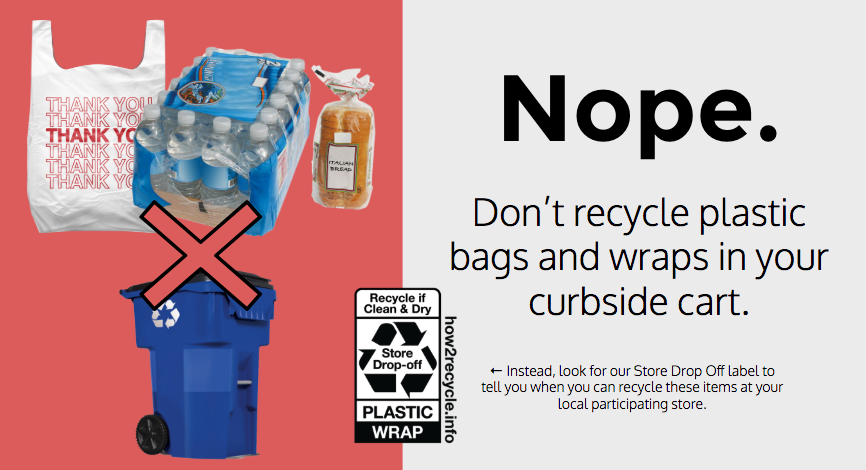 THANK YOU
THANK YOU
THANK YO
THANK YO
THANK YO
THANK YO
ITALIAN
BREAD
Nope.
Don't recycle plastic
bags and wraps in your
curbside cart.
Recycle if
Clean & Dry
Store
Drop-off
PLASTIC
WRAP
how2recycle.info
← Instead, look for our Store Drop Off label to
tell you when you can recycle these items at your
local participating store.